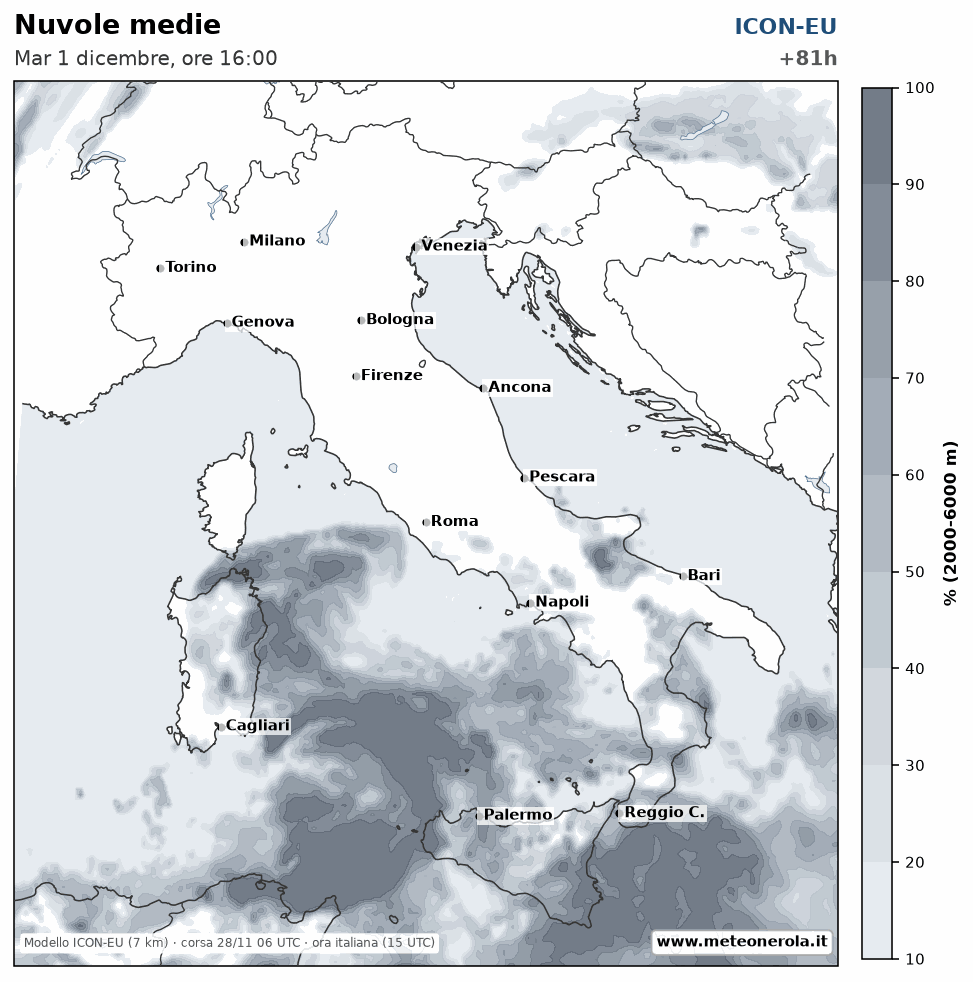 Nuvole medie
ICON-EU
Mar 1 dicembre, ore 16:00
+81h
Milano
Torino
Venezia
Genova
Bologna
Firenze
Ancona
Pescara
Roma
Bari
Napoli
Cagliari
Palermo
Reggio C.
Modello ICON-EU (7 km) · corsa 28/11 06 UTC · ora italiana (15 UTC)
www.meteonerola.it
100
90
80
70
60
50
40
30
20
10
% (2000-6000 m)